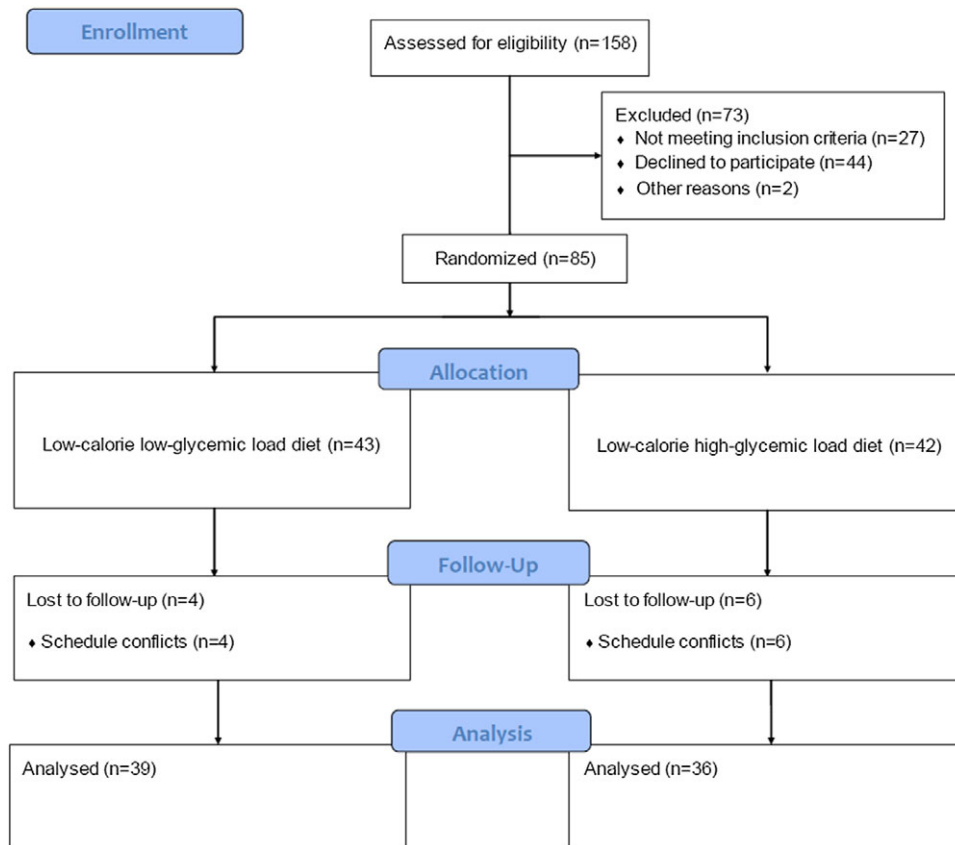 Enrollment
Assessed for eligibility (n=158)
Excluded (n=73)
♦ Not meeting inclusion criteria (n=27)
♦ Declined to participate (n=44)
♦ Other reasons (n=2)
Randomized (n=85)
Allocation
Low-calorie low-glycemic load diet (n=43)
Low-calorie high-glycemic load diet (n=42)
Follow-Up
Lost to follow-up (n=4)
♦ Schedule conflicts (n=4)
Lost to follow-up (n=6)
♦ Schedule conflicts (n=6)
Analysis
Analysed (n=39)
Analysed (n=36)